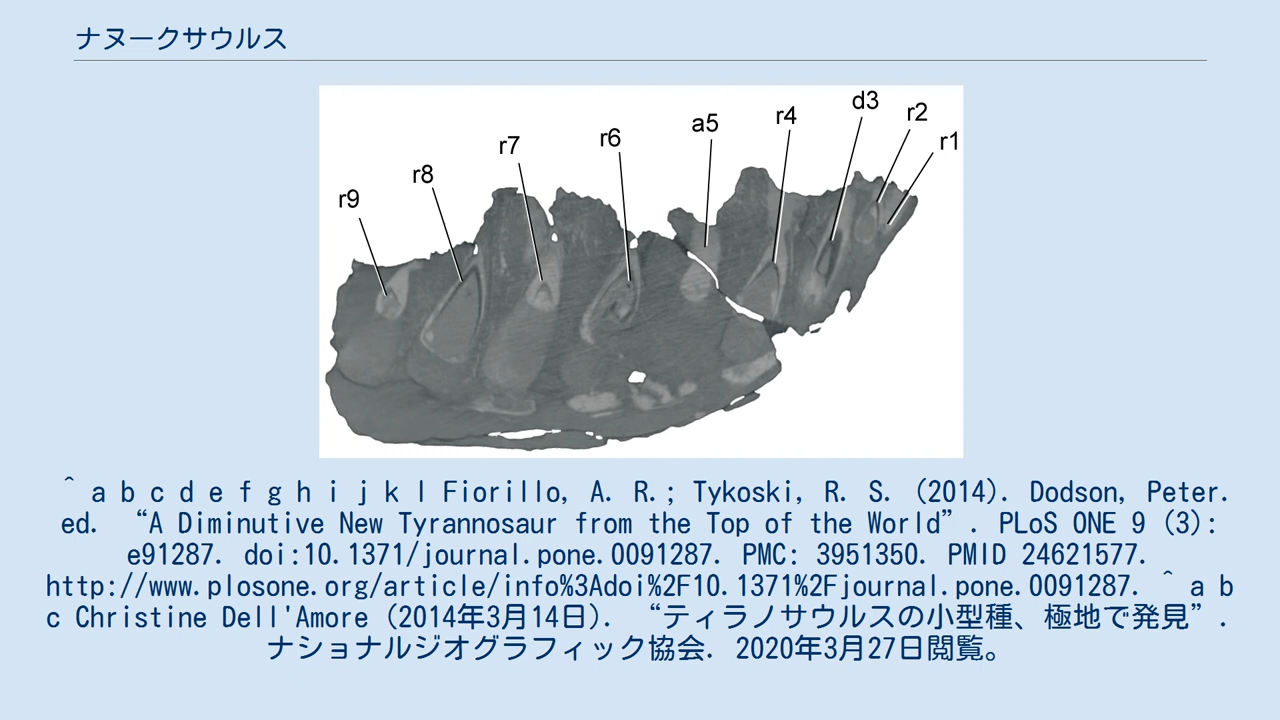 ナヌークサウルス
r9
r8
r7
r6
a5
r4
d3
r2
r1
^ a b c d e f g h i j k l Fiorillo, A. R.; Tykoski, R. S. (2014). Dodson, Peter.
ed. “A Diminutive New Tyrannosaur from the Top of the World”. PLoS ONE 9 (3):
e91287. doi:10.1371/journal.pone.0091287. PMC: 3951350. PMID 24621577.
http://www.plosone.org/article/info%3Adoi%2F10.1371%2Fjournal.pone.0091287. ^ a b
c Christine Dell'Amore (2014年3月14日). “ティラノサウルスの小型種、極地で発見”.
ナショナルジオグラフィック協会. 2020年3月27日閲覧。